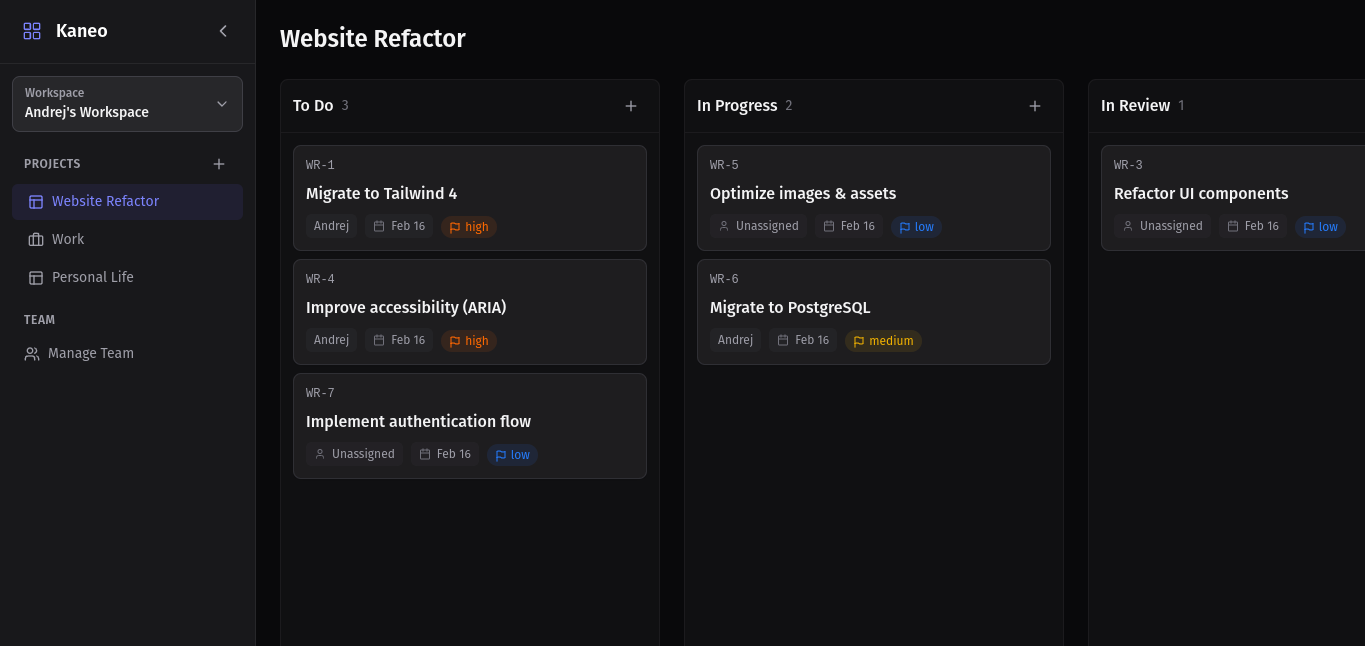 Kaneo
Workspace
Andrej's Workspace
PROJECTS
Website Refactor
Work
Personal Life
TEAM
Manage Team
Website Refactor
To Do 3
WR-1
Migrate to Tailwind 4
Andrej Feb 16 high
WR-4
Improve accessibility (ARIA)
Andrej Feb 16 high
WR-7
Implement authentication flow
Unassigned Feb 16 low
In Progress 2
WR-5
Optimize images & assets
Unassigned Feb 16 low
WR-6
Migrate to PostgreSQL
Andrej Feb 16 medium
In Review 1
WR-3
Refactor UI components
Unassigned Feb 16 low